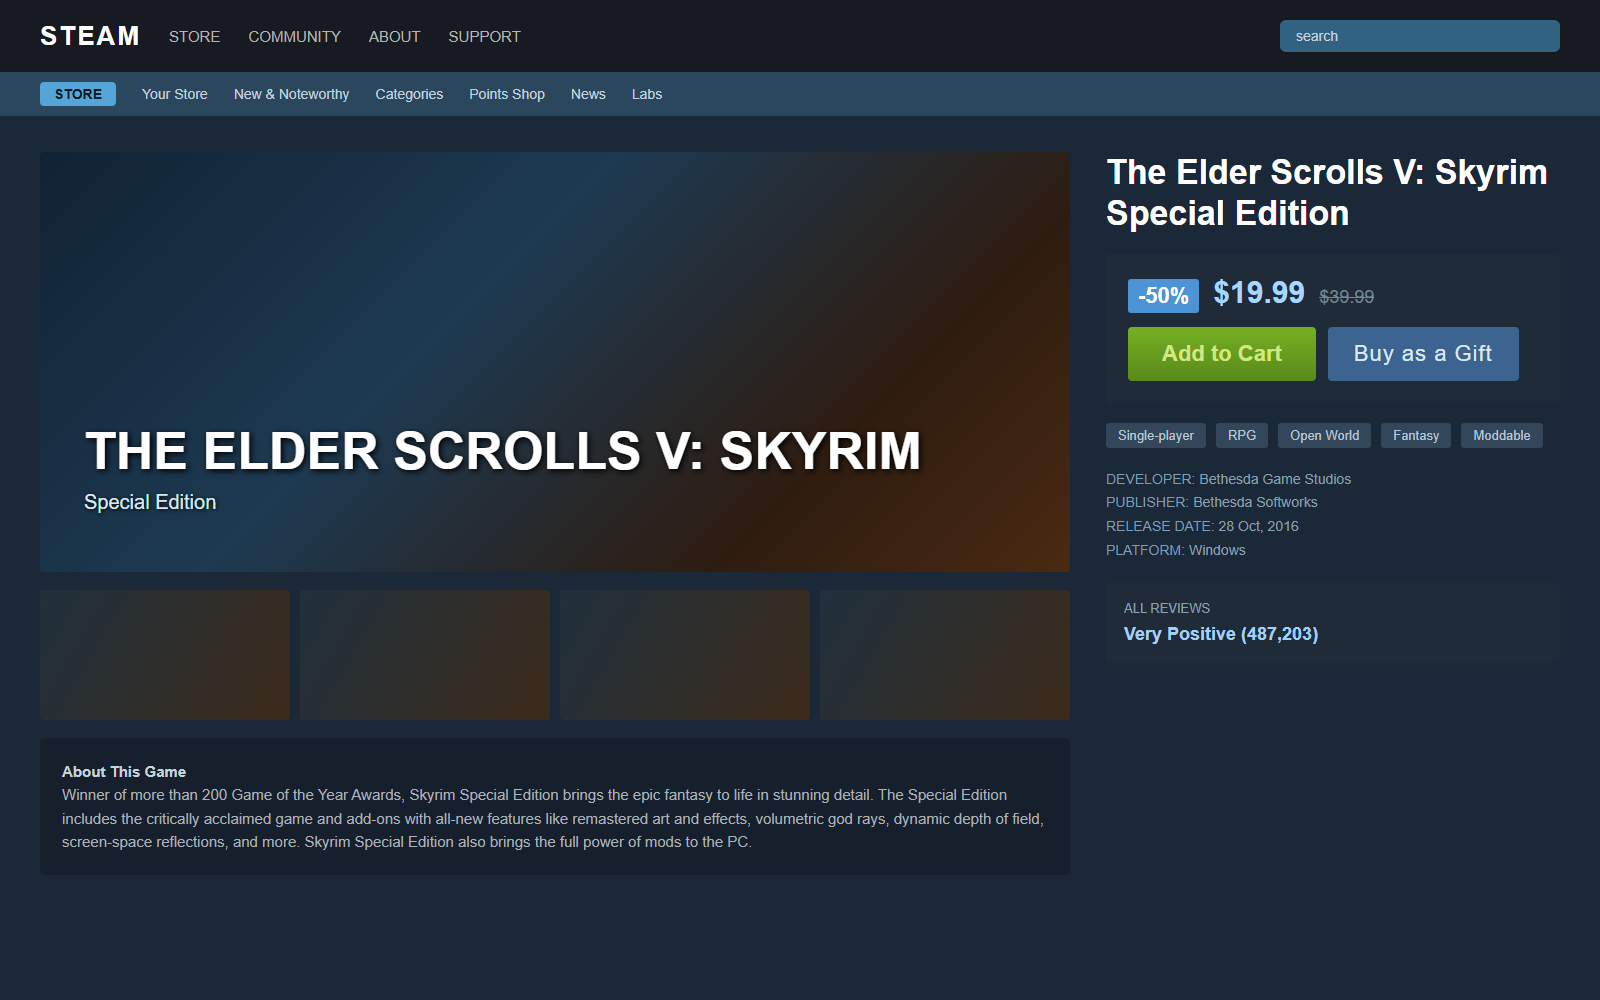 STEAM STORE COMMUNITY ABOUT SUPPORT search
STORE Your Store New & Noteworthy Categories Points Shop News Labs
THE ELDER SCROLLS V: SKYRIM
Special Edition
About This Game
Winner of more than 200 Game of the Year Awards, Skyrim Special Edition brings the epic fantasy to life in stunning detail. The Special Edition
includes the critically acclaimed game and add-ons with all-new features like remastered art and effects, volumetric god rays, dynamic depth of field,
screen-space reflections, and more. Skyrim Special Edition also brings the full power of mods to the PC.
The Elder Scrolls V: Skyrim
Special Edition
-50% $19.99 $39.99
Add to Cart Buy as a Gift
Single-player RPG Open World Fantasy Moddable
DEVELOPER: Bethesda Game Studios
PUBLISHER: Bethesda Softworks
RELEASE DATE: 28 Oct, 2016
PLATFORM: Windows
ALL REVIEWS
Very Positive (487,203)